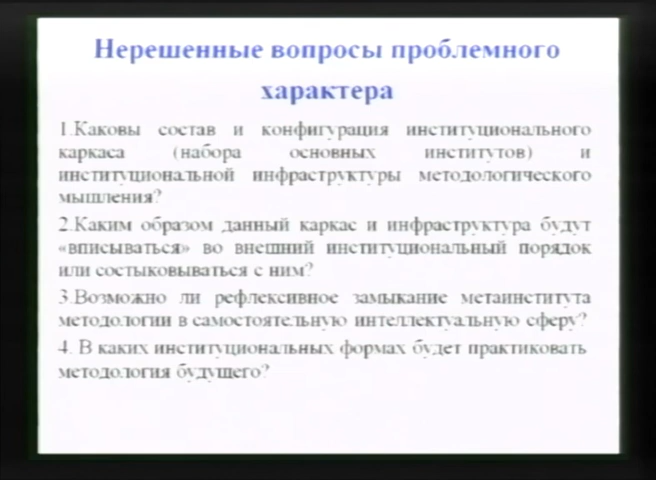 Нерешенные вопросы проблемного
характера
1.Каковы состав и конфигурация институционального
каркаса (набора основных институтов) и
институциональной инфраструктуры методологического
мышления?
2.Каким образом данный каркас и инфраструктура будут
«вписываться» во внешний институциональный порядок
или состыковываться с ним?
3.Возможно ли рефлексивное замыкание метаинститута
методологии в самостоятельную интеллектуальную сферу?
4. В каких институциональных формах будет практиковать
методология будущего?